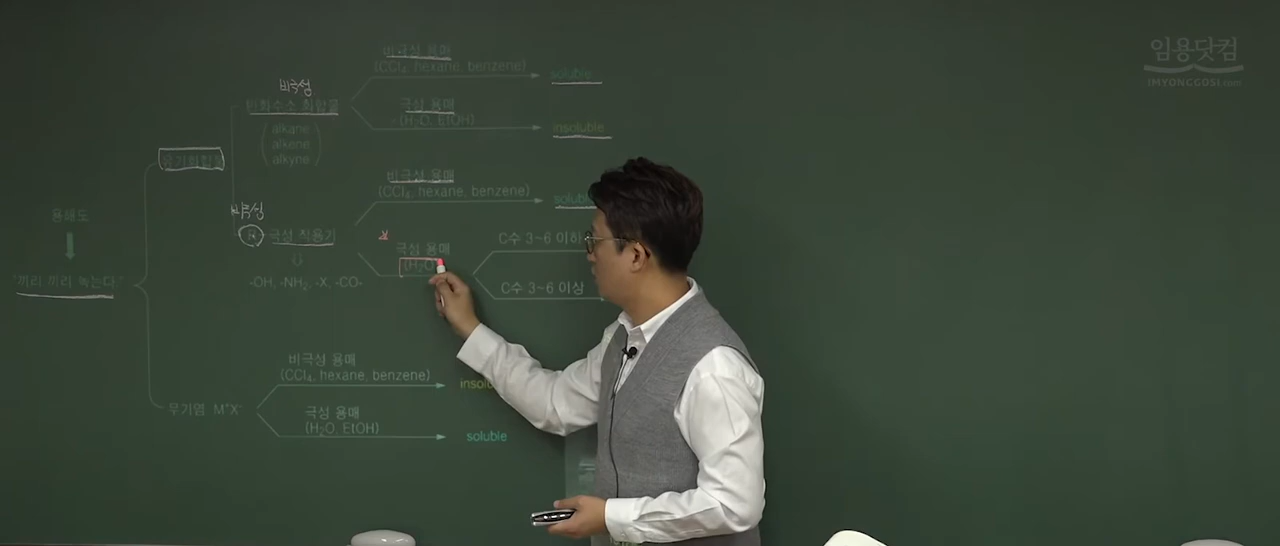 용해도
"끼리 끼리 녹는다."
유기화합물
비극성
탄화수소 화합물
alkane
alkene
alkyne
비극성 용매
(CCl₄, hexane, benzene)
soluble
극성 용매
(H₂O, EtOH)
insoluble
비극성
극성 작용기
-OH, -NH₂, -X, -CO-
비극성 용매
(CCl₄, hexane, benzene)
극성 용매
(H₂O
C수 3~6 이하
C수 3~6 이상
무기염 M⁺X⁻
비극성 용매
(CCl₄, hexane, benzene)
극성 용매
(H₂O, EtOH)
soluble
임용닷컴
IMYONGGOSI.com